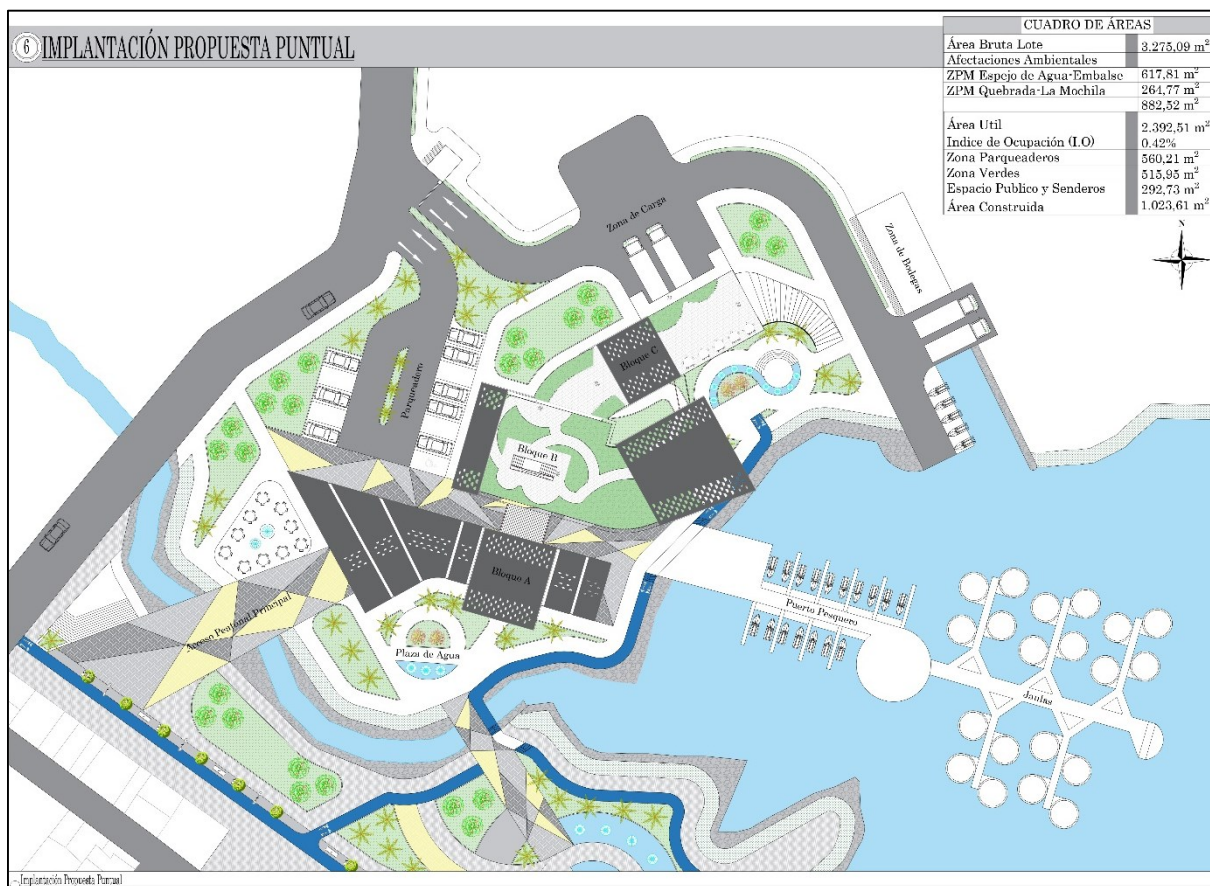 6 IMPLANTACIÓN PROPUESTA PUNTUAL
CUADRO DE ÁREAS
Área Bruta Lote 3.275,09 m²
Afectaciones Ambientales
ZPM Espejo de Agua-Embalse 617,81 m²
ZPM Quebrada-La Mochila 264,77 m²
882,52 m²
Área Util 2.392,51 m²
Indice de Ocupación (I.O) 0.42%
Zona Parqueaderos 560,21 m²
Zona Verdes 515,95 m²
Espacio Publico y Senderos 292,73 m²
Área Construida 1.023,61 m²
N
Zona de Carga
Zona de Bodegas
Bloque C
Parqueadero
Bloque B
Bloque A
Puerto Pesquero
Acceso Peatonal Principal
Plaza de Agua
Jaulas
Implantación Propuesta Puntual